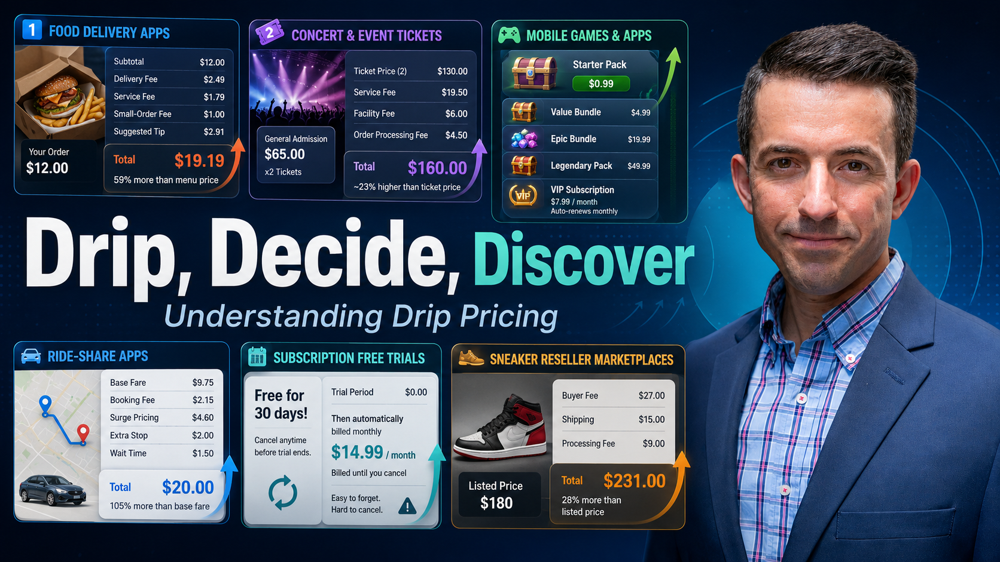 1 FOOD DELIVERY APPS
Subtotal $12.00
Delivery Fee $2.49
Service Fee $1.79
Small-Order Fee $1.00
Suggested Tip $2.91
Your Order
$12.00
Total $19.19
59% more than menu price
2 CONCERT & EVENT TICKETS
Ticket Price (2) $130.00
Service Fee $19.50
Facility Fee $6.00
Order Processing Fee $4.50
General Admission
$65.00
x2 Tickets
Total $160.00
~23% higher than ticket price
MOBILE GAMES & APPS
Starter Pack
$0.99
Value Bundle $4.99
Epic Bundle $19.99
Legendary Pack $49.99
VIP
VIP Subscription
$7.99 / month
Auto-renews monthly
Drip, Decide, Discover
Understanding Drip Pricing
RIDE-SHARE APPS
Base Fare $9.75
Booking Fee $2.15
Surge Pricing $4.60
Extra Stop $2.00
Wait Time $1.50
Total $20.00
105% more than base fare
SUBSCRIPTION FREE TRIALS
Free for
30 days!
Cancel anytime
before trial ends.
Trial Period $0.00
Then automatically
billed monthly
$14.99 / month
Billed until you cancel
Easy to forget.
Hard to cancel.
SNEAKER RESELLER MARKETPLACES
Buyer Fee $27.00
Shipping $15.00
Processing Fee $9.00
Listed Price
$180
Total $231.00
28% more than
listed price